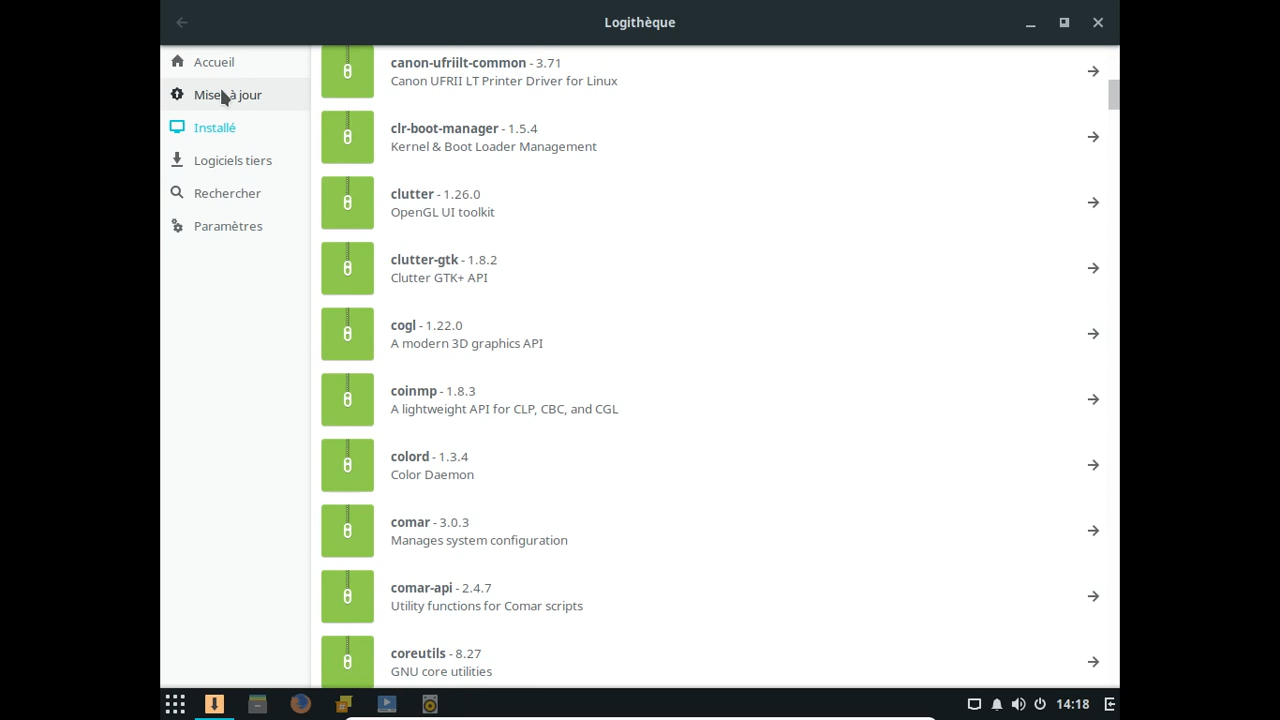 Logithèque
Accueil
Mises à jour
Installé
Logiciels tiers
Rechercher
Paramètres
canon-ufriilt-common - 3.71
Canon UFRII LT Printer Driver for Linux
clr-boot-manager - 1.5.4
Kernel & Boot Loader Management
clutter - 1.26.0
OpenGL UI toolkit
clutter-gtk - 1.8.2
Clutter GTK+ API
cogl - 1.22.0
A modern 3D graphics API
coinmp - 1.8.3
A lightweight API for CLP, CBC, and CGL
colord - 1.3.4
Color Daemon
comar - 3.0.3
Manages system configuration
comar-api - 2.4.7
Utility functions for Comar scripts
coreutils - 8.27
GNU core utilities
14:18